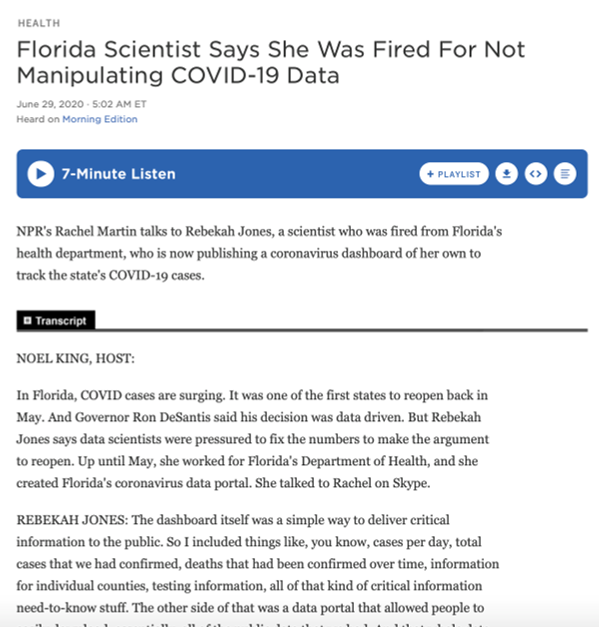 HEALTH
Florida Scientist Says She Was Fired For Not
Manipulating COVID-19 Data
June 29, 2020 · 5:02 AM ET
Heard on Morning Edition
7-Minute Listen
+ PLAYLIST
NPR's Rachel Martin talks to Rebekah Jones, a scientist who was fired from Florida's
health department, who is now publishing a coronavirus dashboard of her own to
track the state's COVID-19 cases.
Transcript
NOEL KING, HOST:
In Florida, COVID cases are surging. It was one of the first states to reopen back in
May. And Governor Ron DeSantis said his decision was data driven. But Rebekah
Jones says data scientists were pressured to fix the numbers to make the argument
to reopen. Up until May, she worked for Florida's Department of Health, and she
created Florida's coronavirus data portal. She talked to Rachel on Skype.
REBEKAH JONES: The dashboard itself was a simple way to deliver critical
information to the public. So I included things like, you know, cases per day, total
cases that we had confirmed, deaths that had been confirmed over time, information
for individual counties, testing information, all of that kind of critical information
need-to-know stuff. The other side of that was a data portal that allowed people to